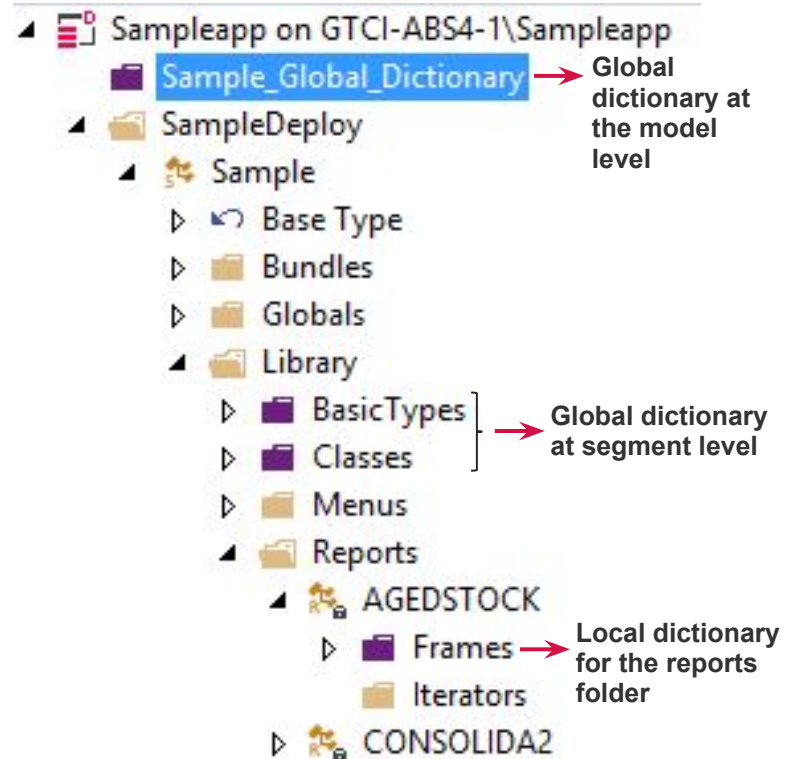 Sampleapp on GTCI-ABS4-1\Sampleapp
Sample_Global_Dictionary
Global
dictionary at
the model
level
SampleDeploy
Sample
Base Type
Bundles
Globals
Library
BasicTypes
Classes
Global dictionary
at segment level
Menus
Reports
AGEDSTOCK
Frames
Iterators
Local dictionary
for the reports
folder
CONSOLIDA2